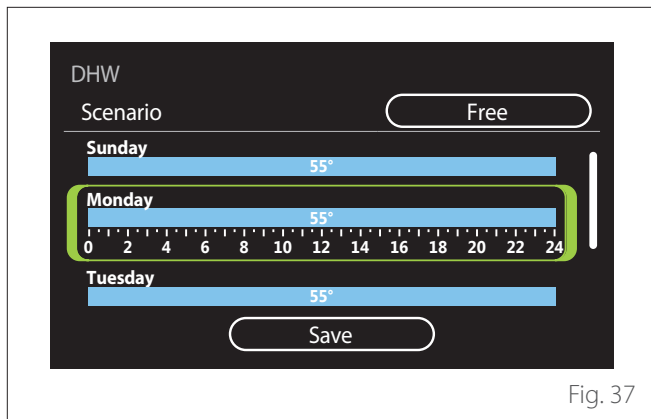 DHW
Scenario Free
Sunday
55°
Monday
55°
0 2 4 6 8 10 12 14 16 18 20 22 24
Tuesday
55°
Save
Fig. 37